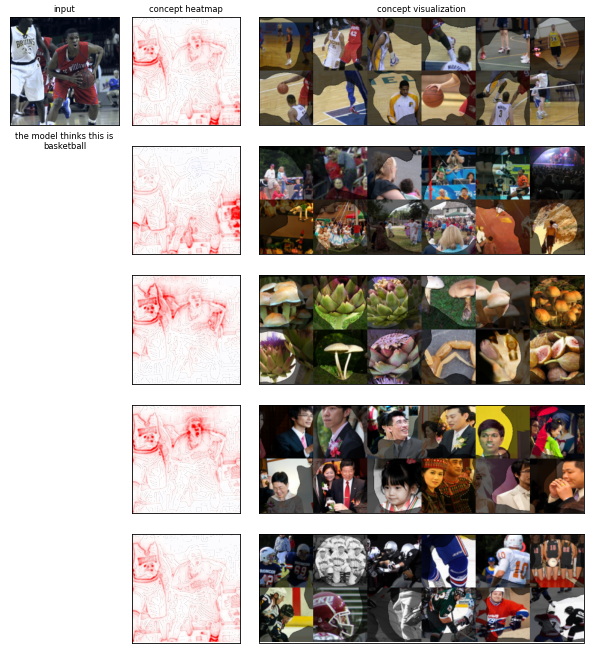 input
concept heatmap
concept visualization
the model thinks this is
basketball